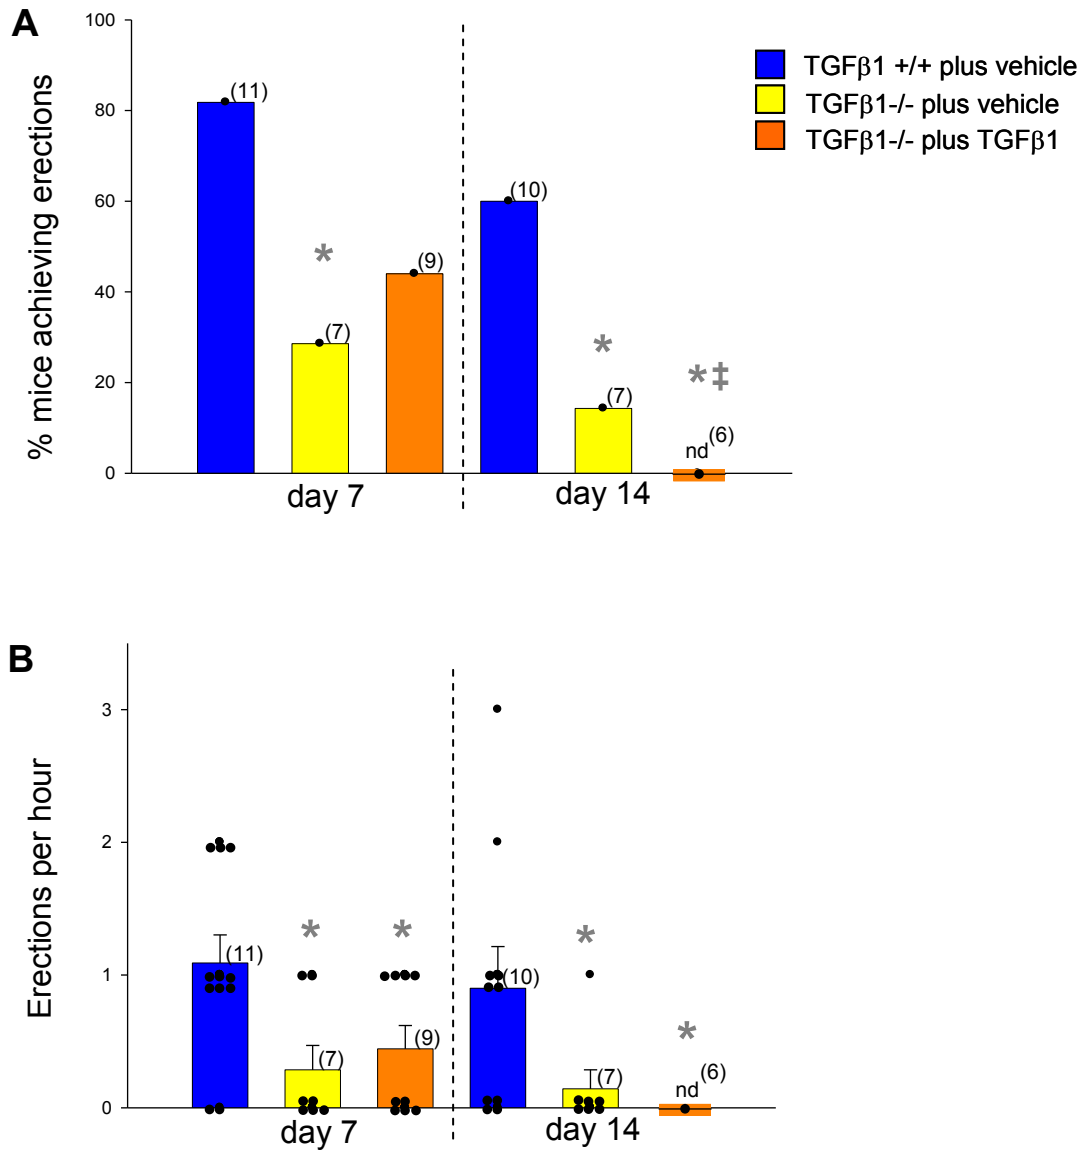 A
% mice achieving erections
100
80
60
40
20
0
(11)
*
(7)
(9)
(10)
*
(7)
*‡
nd(6)
day 7
day 14
TGFβ1 +/+ plus vehicle
TGFβ1-/- plus vehicle
TGFβ1-/- plus TGFβ1
B
Erections per hour
3
2
1
0
(11)
*
(7)
*
(9)
(10)
*
(7)
*
nd(6)
day 7
day 14